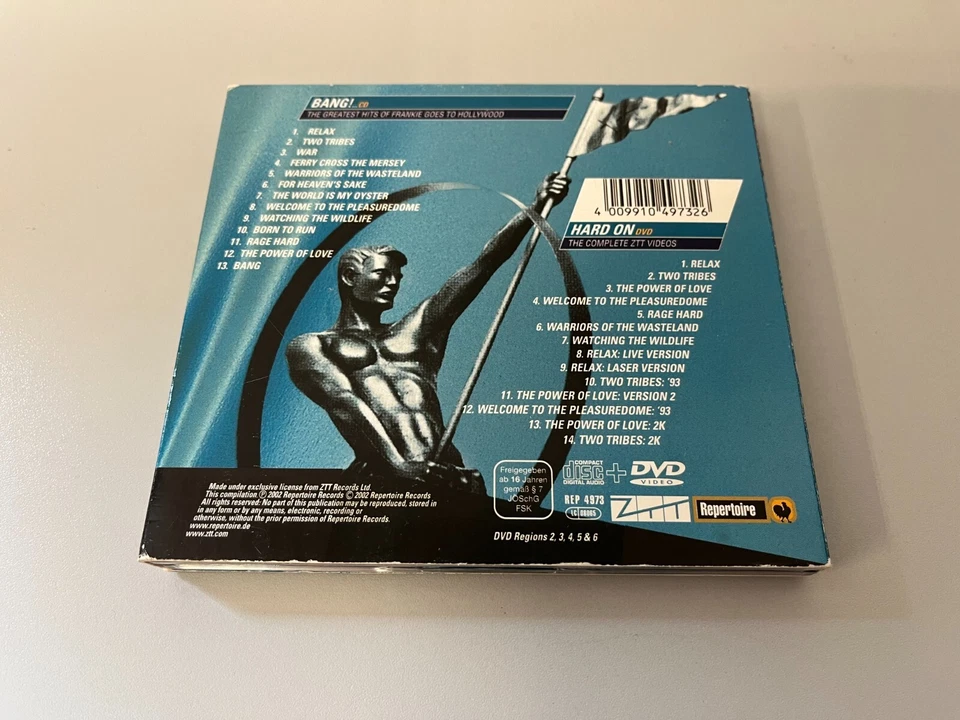 BANG!...CD
THE GREATEST HITS OF FRANKIE GOES TO HOLLYWOOD
1. RELAX
2. TWO TRIBES
3. WAR
4. FERRY CROSS THE MERSEY
5. WARRIORS OF THE WASTELAND
6. FOR HEAVEN'S SAKE
7. THE WORLD IS MY OYSTER
8. WELCOME TO THE PLEASUREDOME
9. WATCHING THE WILDLIFE
10. BORN TO RUN
11. RAGE HARD
12. THE POWER OF LOVE
13. BANG
4 009910 497326
HARD ON DVD
THE COMPLETE ZTT VIDEOS
1. RELAX
2. TWO TRIBES
3. THE POWER OF LOVE
4. WELCOME TO THE PLEASUREDOME
5. RAGE HARD
6. WARRIORS OF THE WASTELAND
7. WATCHING THE WILDLIFE
8. RELAX: LIVE VERSION
9. RELAX: LASER VERSION
10. TWO TRIBES: '93
11. THE POWER OF LOVE: VERSION 2
12. WELCOME TO THE PLEASUREDOME: '93
13. THE POWER OF LOVE: 2K
14. TWO TRIBES: 2K
Made under exclusive license from ZTT Records Ltd.
This compilation ℗ 2002 Repertoire Records © 2002 Repertoire Records
All rights reserved. No part of this publication may be reproduced, stored in
in any form or by any means, electronic, recording or
otherwise, without the prior permission of Repertoire Records.
www.repertoire.de
www.ztt.com
Freigegeben
ab 16 Jahren
gemäß § 7
JÖSchG
FSK
COMPACT
disc
DIGITAL AUDIO
+
DVD
VIDEO
REP 4973
LC 08065
ZTT
Repertoire
DVD Regions 2, 3, 4, 5 & 6